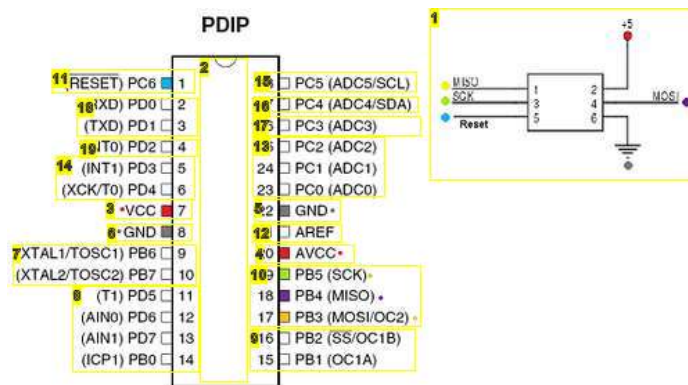 PDIP
(RESET) PC6 1
(RXD) PD0 2
(TXD) PD1 3
(INT0) PD2 4
(INT1) PD3 5
(XCK/T0) PD4 6
VCC 7
GND 8
(XTAL1/TOSC1) PB6 9
(XTAL2/TOSC2) PB7 10
(T1) PD5 11
(AIN0) PD6 12
(AIN1) PD7 13
(ICP1) PB0 14
PC5 (ADC5/SCL)
PC4 (ADC4/SDA)
PC3 (ADC3)
PC2 (ADC2)
24 PC1 (ADC1)
23 PC0 (ADC0)
22 GND
AREF
AVCC
PB5 (SCK)
18 PB4 (MISO)
17 PB3 (MOSI/OC2)
16 PB2 (SS/OC1B)
15 PB1 (OC1A)
11
18
19
14
3
6
7
2
15
16
17
13
5
12
4
10
9
1
+5
MISO 1 2
SCK 3 4 MOSI
Reset 5 6